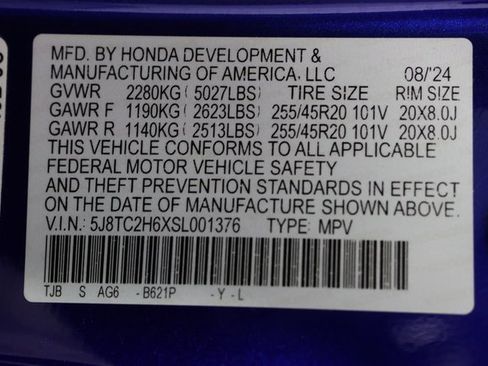 MFD. BY HONDA DEVELOPMENT &
MANUFACTURING OF AMERICA, LLC 08/'24
GVWR 2280KG( 5027LBS) TIRE SIZE RIM SIZE
GAWR F 1190KG( 2623LBS) 255/45R20 101V 20X8.0J
GAWR R 1140KG( 2513LBS) 255/45R20 101V 20X8.0J
THIS VEHICLE CONFORMS TO ALL APPLICABLE
FEDERAL MOTOR VEHICLE SAFETY
AND THEFT PREVENTION STANDARDS IN EFFECT
ON THE DATE OF MANUFACTURE SHOWN ABOVE.
V.I.N.: 5J8TC2H6XSL001376 TYPE: MPV
TJB S AG6 -B621P -Y-L